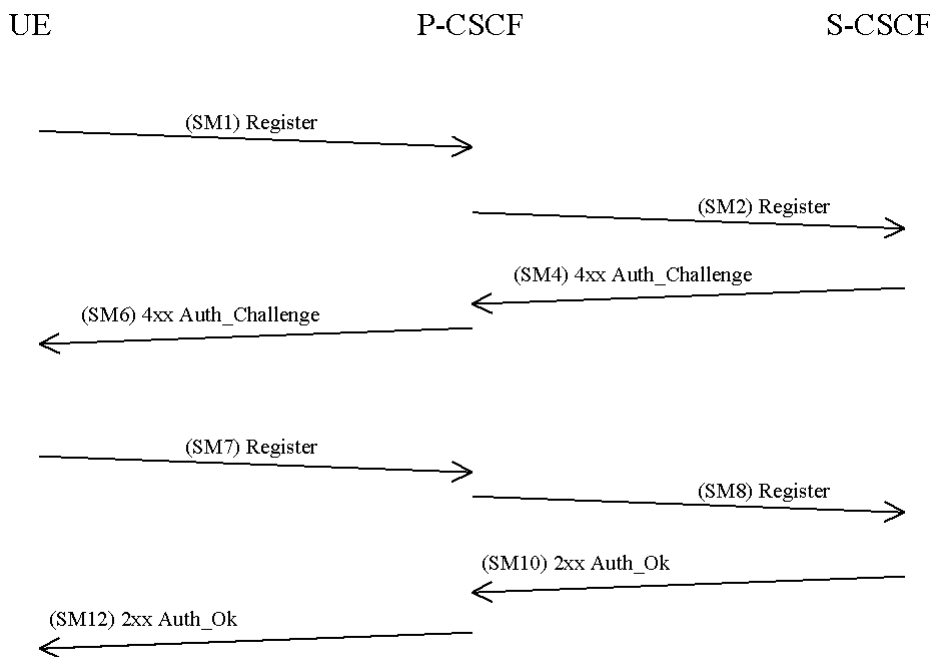 UE P-CSCF S-CSCF
(SM1) Register
(SM2) Register
(SM4) 4xx Auth_Challenge
(SM6) 4xx Auth_Challenge
(SM7) Register
(SM8) Register
(SM10) 2xx Auth_Ok
(SM12) 2xx Auth_Ok